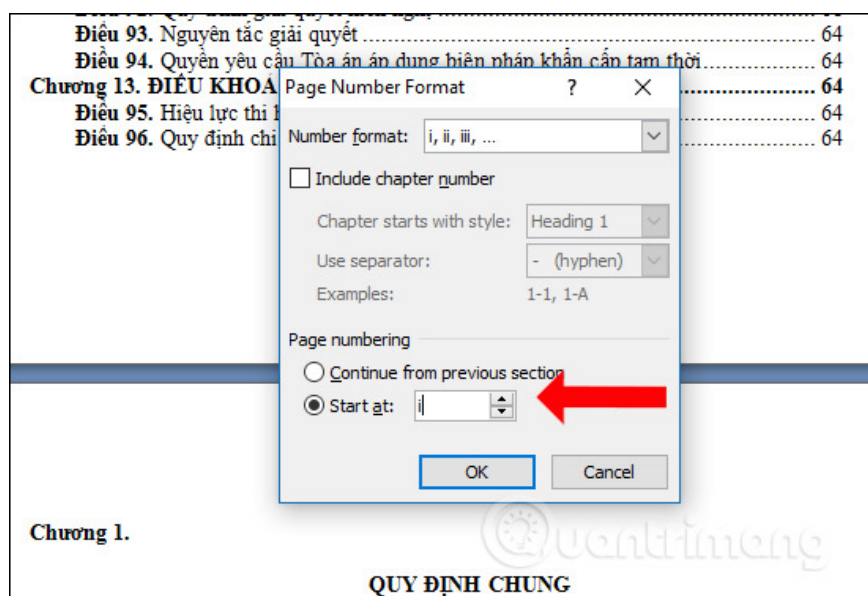 Điều 93. Nguyên tắc giải quyết ........ 64
Điều 94. Quyền yêu cầu Tòa án áp dụng biện pháp khẩn cấp tạm thời ........ 64
Chương 13. ĐIỀU KHOẢ ........ 64
Điều 95. Hiệu lực thi ........ 64
Điều 96. Quy định chi ........ 64
Page Number Format ? ×
Number format: i, ii, iii, ...
Include chapter number
Chapter starts with style: Heading 1
Use separator: - (hyphen)
Examples: 1-1, 1-A
Page numbering
Continue from previous section
Start at: i
OK Cancel
Chương 1.
Quantrimang
QUY ĐỊNH CHUNG